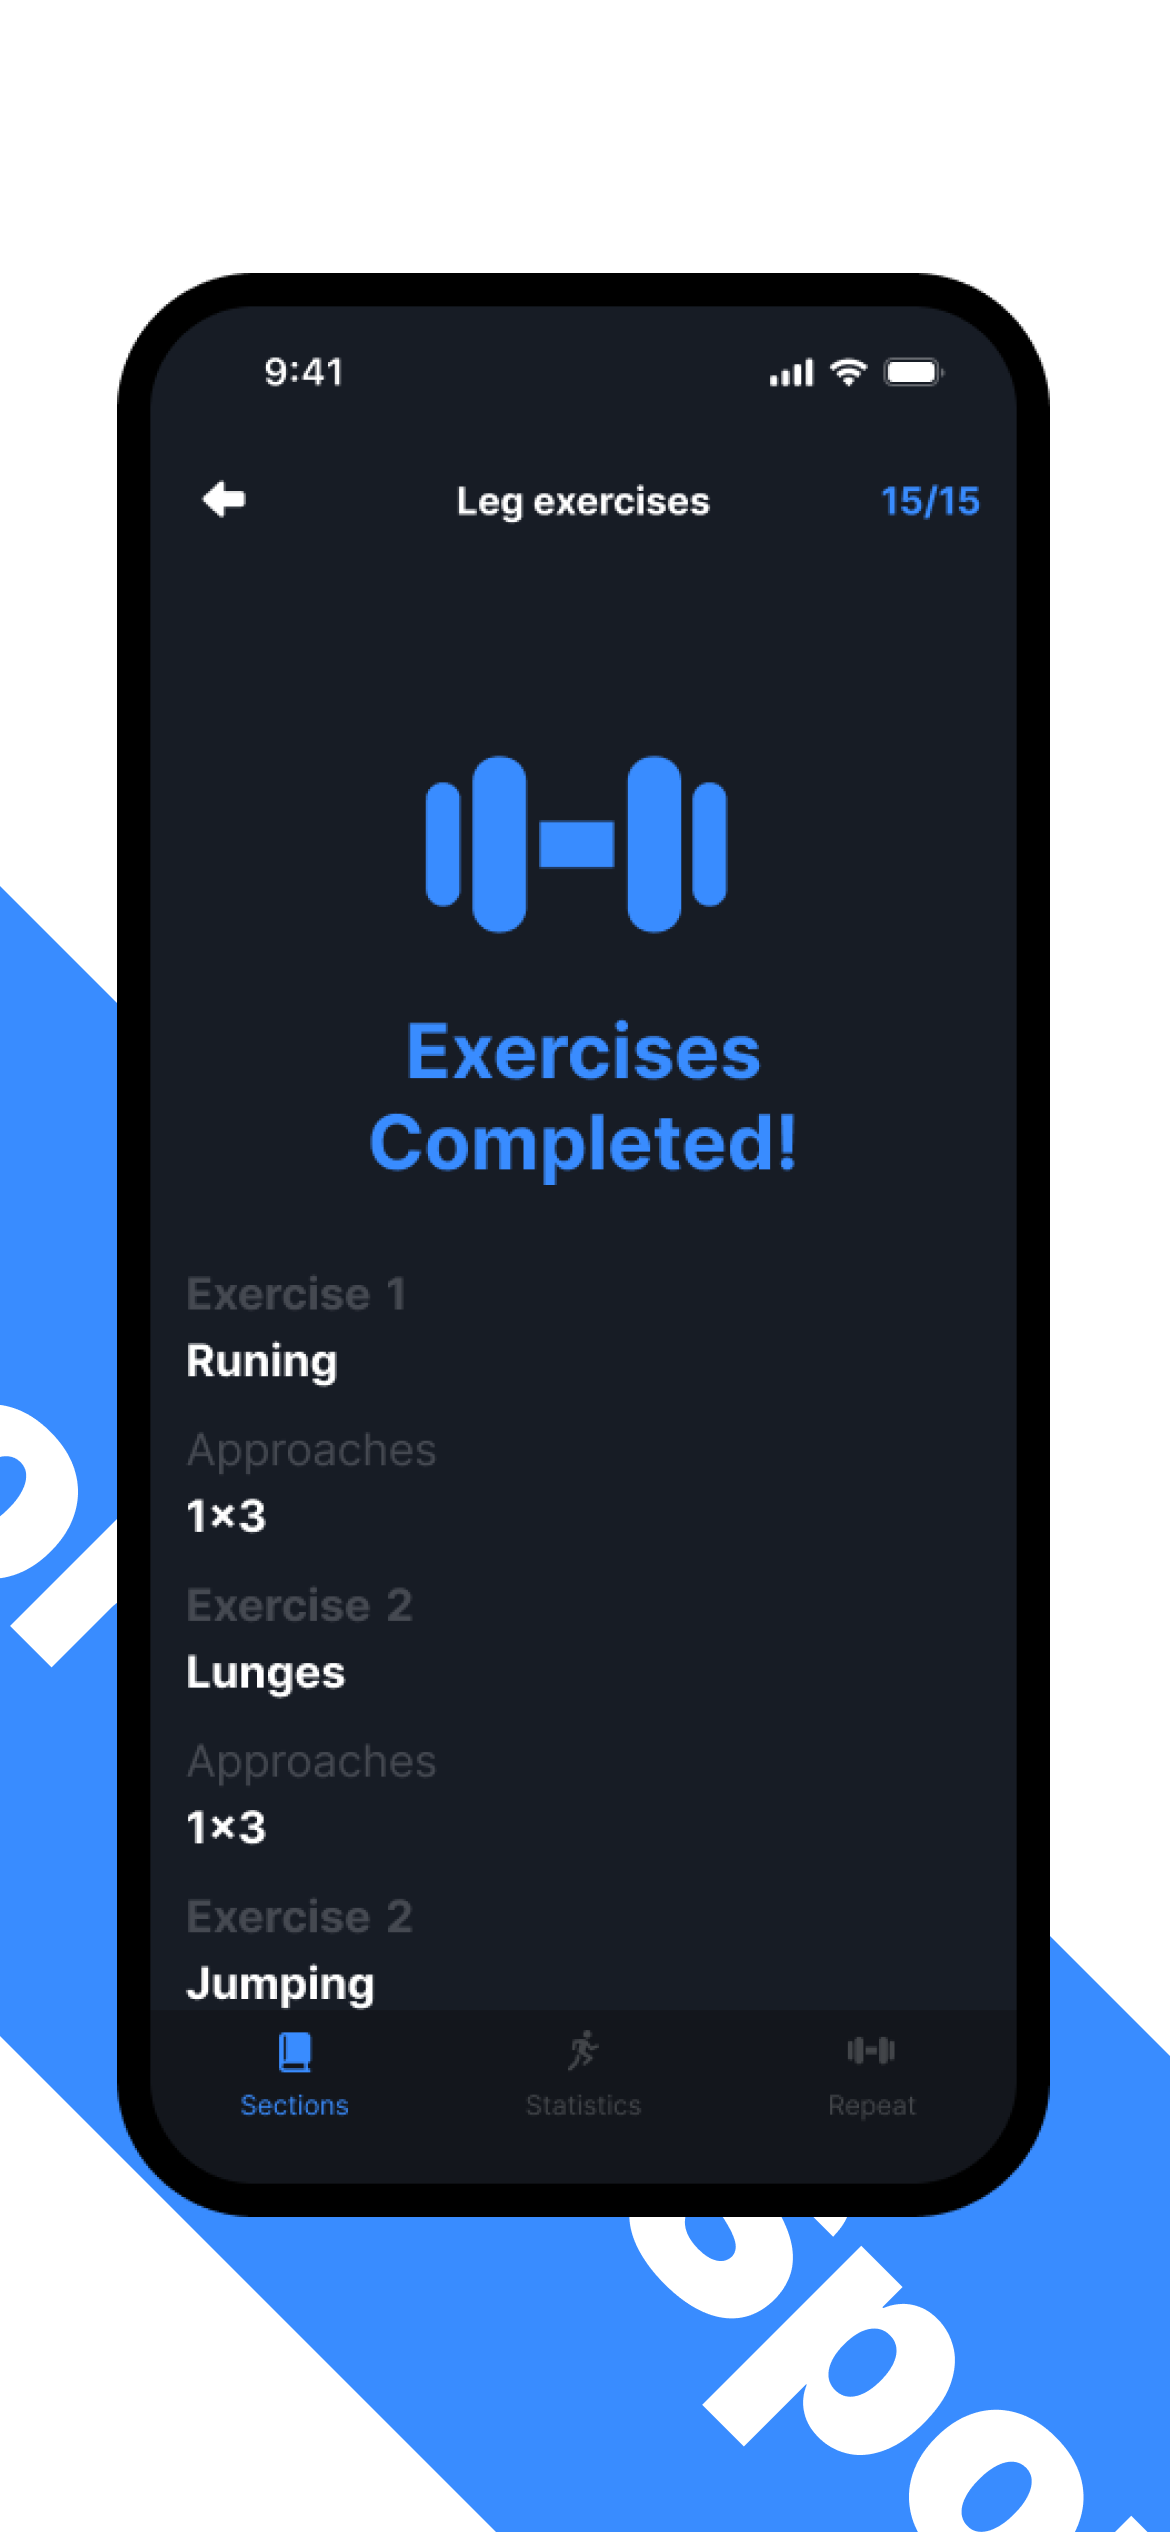 9:41
Leg exercises
15/15
Exercises
Completed!
Exercise 1
Runing
Approaches
1×3
Exercise 2
Lunges
Approaches
1×3
Exercise 2
Jumping
Sections
Statistics
Repeat